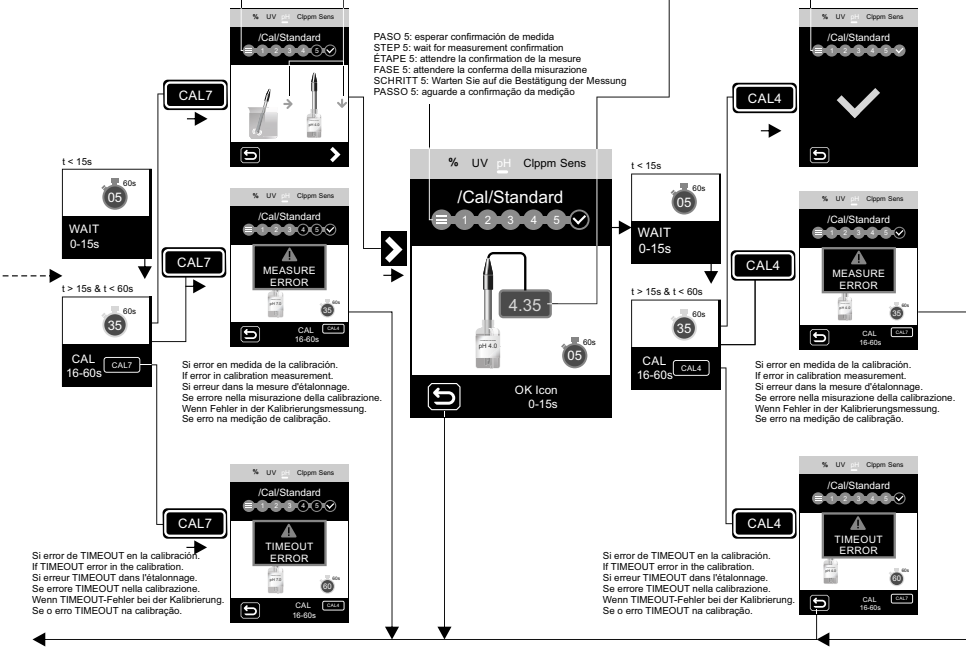 % UV pH Clppm Sens
/Cal/Standard
1 2 3 4 5
CAL7
pH 4.0
PASO 5: esperar confirmación de medida
STEP 5: wait for measurement confirmation
ÉTAPE 5: attendre la confirmation de la mesure
FASE 5: attendere la conferma della misurazione
SCHRITT 5: Warten Sie auf die Bestätigung der Messung
PASSO 5: aguarde a confirmação da medição
% UV pH Clppm Sens
/Cal/Standard
1 2 3 4 5
CAL4
t < 15s
60s
05
WAIT
0-15s
% UV pH Clppm Sens
/Cal/Standard
1 2 3 4 5
CAL7
MEASURE
ERROR
pH 7.0
60s
35
CAL
16-60s
CAL4
t > 15s & t < 60s
60s
35
CAL
16-60s
CAL7
Si error en medida de la calibración.
If error in calibration measurement.
Si erreur dans la mesure d'étalonnage.
Se errore nella misurazione della calibrazione.
Wenn Fehler in der Kalibrierungsmessung.
Se erro na medição de calibração.
% UV pH Clppm Sens
/Cal/Standard
1 2 3 4 5
4.35
pH 4.0
60s
05
OK Icon
0-15s
t < 15s
60s
05
WAIT
0-15s
% UV pH Clppm Sens
/Cal/Standard
1 2 3 4 5
CAL4
MEASURE
ERROR
pH 4.0
60s
35
CAL
16-60s
CAL7
t > 15s & t < 60s
60s
35
CAL
16-60s
CAL4
Si error en medida de la calibración.
If error in calibration measurement.
Si erreur dans la mesure d'étalonnage.
Se errore nella misurazione della calibrazione.
Wenn Fehler in der Kalibrierungsmessung.
Se erro na medição de calibração.
% UV pH Clppm Sens
/Cal/Standard
1 2 3 4 5
CAL7
TIMEOUT
ERROR
pH 7.0
60s
60
CAL
16-60s
CAL4
Si error de TIMEOUT en la calibración.
If TIMEOUT error in the calibration.
Si erreur TIMEOUT dans l'étalonnage.
Se errore TIMEOUT nella calibrazione.
Wenn TIMEOUT-Fehler bei der Kalibrierung.
Se o erro TIMEOUT na calibração.
% UV pH Clppm Sens
/Cal/Standard
1 2 3 4 5
CAL4
TIMEOUT
ERROR
pH 4.0
60s
60
CAL
16-60s
CAL7
Si error de TIMEOUT en la calibración.
If TIMEOUT error in the calibration.
Si erreur TIMEOUT dans l'étalonnage.
Se errore TIMEOUT nella calibrazione.
Wenn TIMEOUT-Fehler bei der Kalibrierung.
Se o erro TIMEOUT na calibração.